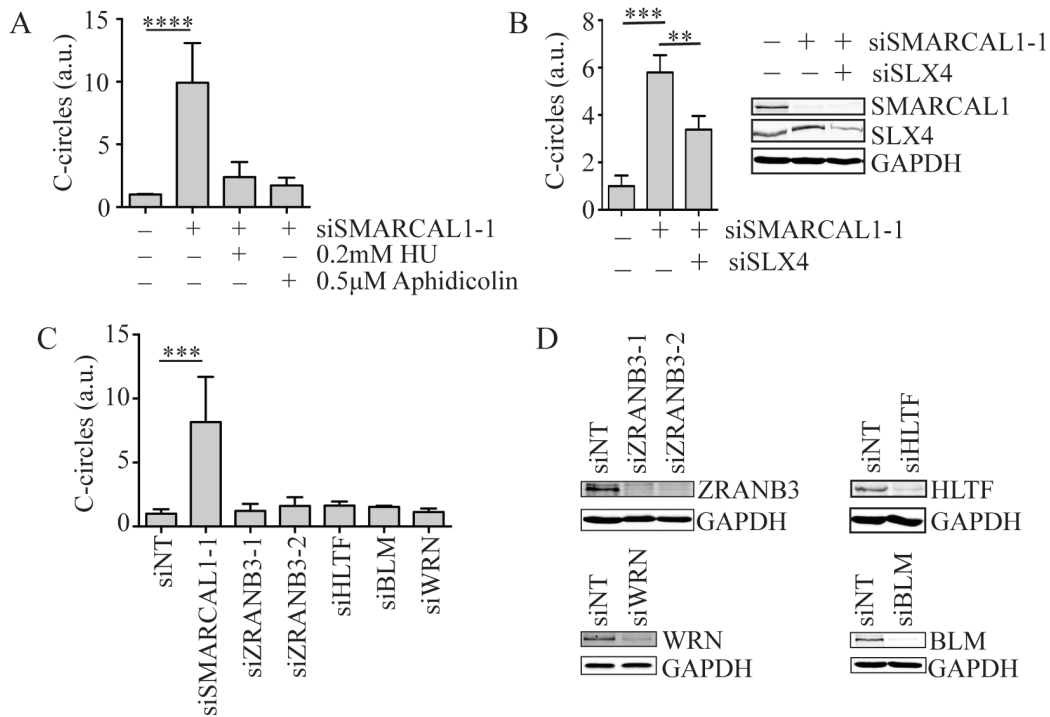 A
C-circles (a.u.)
15
10
5
0
****
– + + + siSMARCAL1-1
– – + – 0.2mM HU
– – – + 0.5µM Aphidicolin
B
C-circles (a.u.)
8
6
4
2
0
***
**
– + + siSMARCAL1-1
– – + siSLX4
– + + siSMARCAL1-1
– – + siSLX4
SMARCAL1
SLX4
GAPDH
C
C-circles (a.u.)
15
10
5
0
***
siNT
siSMARCAL1-1
siZRANB3-1
siZRANB3-2
siHLTF
siBLM
siWRN
D
siNT
siZRANB3-1
siZRANB3-2
ZRANB3
GAPDH
siNT
siHLTF
HLTF
GAPDH
siNT
siWRN
WRN
GAPDH
siNT
siBLM
BLM
GAPDH